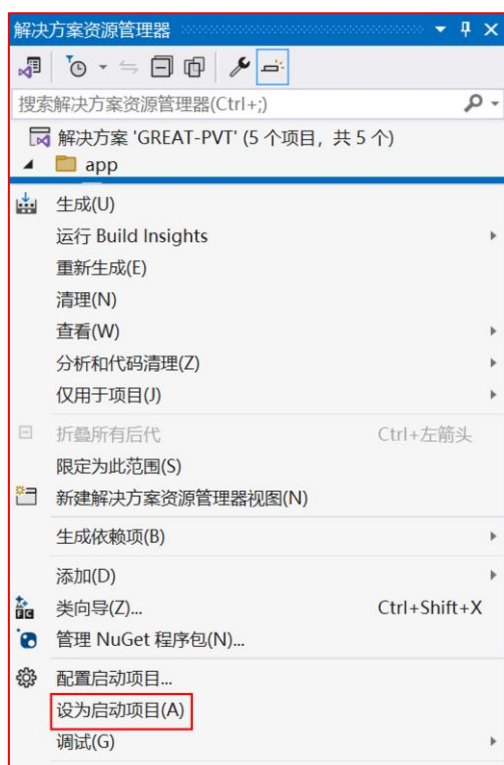 解决方案资源管理器
搜索解决方案资源管理器(Ctrl+;)
解决方案 'GREAT-PVT' (5 个项目，共 5 个)
app
生成(U)
运行 Build Insights
重新生成(E)
清理(N)
查看(W)
分析和代码清理(Z)
仅用于项目(J)
折叠所有后代 Ctrl+左箭头
限定为此范围(S)
新建解决方案资源管理器视图(N)
生成依赖项(B)
添加(D)
类向导(Z)... Ctrl+Shift+X
管理 NuGet 程序包(N)...
配置启动项目...
设为启动项目(A)
调试(G)